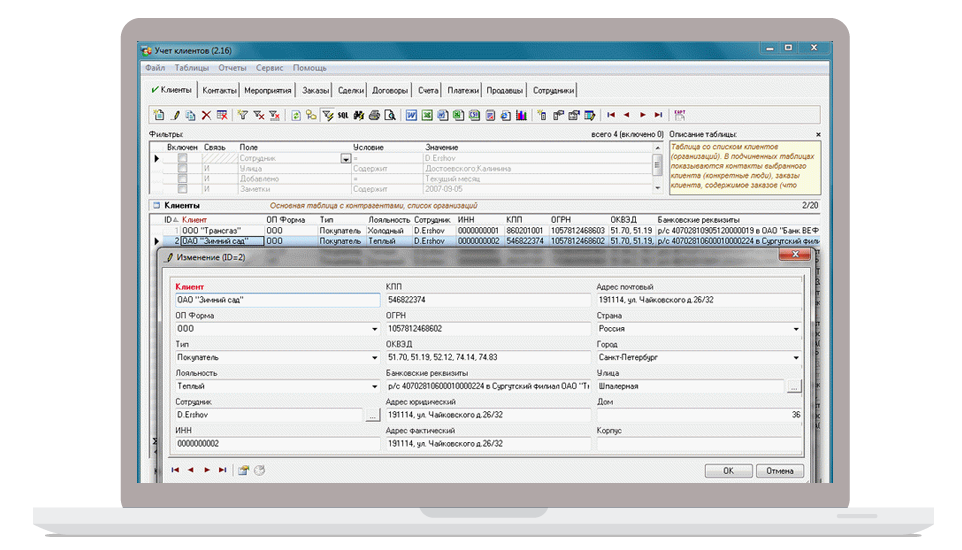 Учет клиентов (2.16)
Файл Таблицы Отчеты Сервис Помощь
Клиенты Контакты Мероприятия Заказы Сделки Договоры Счета Платежи Продавцы Сотрудники
SQL
Фильтры: всего 4 (включено 0) Описание таблицы:
Включен Связь Поле Условие Значение
Сотрудник = D.Ershov
И Улица Содержит Достоевского,Калинина
И Добавлено = Текущий месяц
И Заметки Содержит 2007-09-05
Таблица со списком клиентов
(организаций). В подчиненных таблицах
показываются контакты выбранного
клиента (конкретные люди), заказы
клиента, содержимое заказов (что
Клиенты Основная таблица с контрагентами, список организаций 2/20
ID Клиент ОП Форма Тип Лояльность Сотрудник ИНН КПП ОГРН ОКВЭД Банковские реквизиты
1 ООО "Трансгаз" ООО Покупатель Холодный D.Ershov 0000000001 860201001 1057812468603 51.70, 51.19, р/с 40702810905120000019 в ОАО "Банк ВЕФ
2 ОАО "Зимний сад" ООО Покупатель Теплый D.Ershov 0000000002 546822374 1057812468602 51.70, 51.19, р/с 40702810600010000224 в Сургутский фили
Изменение (ID=2)
Клиент КПП Адрес почтовый
ОАО "Зимний сад" 546822374 191114, ул. Чайковского д.26/32
ОП Форма ОГРН Страна
ООО 1057812468602 Россия
Тип ОКВЭД Город
Покупатель 51.70, 51.19, 52.12, 74.14, 74.83 Санкт-Петербург
Лояльность Банковские реквизиты Улица
Теплый р/с 40702810600010000224 в Сургутский филиал ОАО "Т Шпалерная
Сотрудник Адрес юридический Дом
D.Ershov 191114, ул. Чайковского д.26/32 36
ИНН Адрес фактический Корпус
0000000002 191114, ул. Чайковского д.26/32
OK Отмена